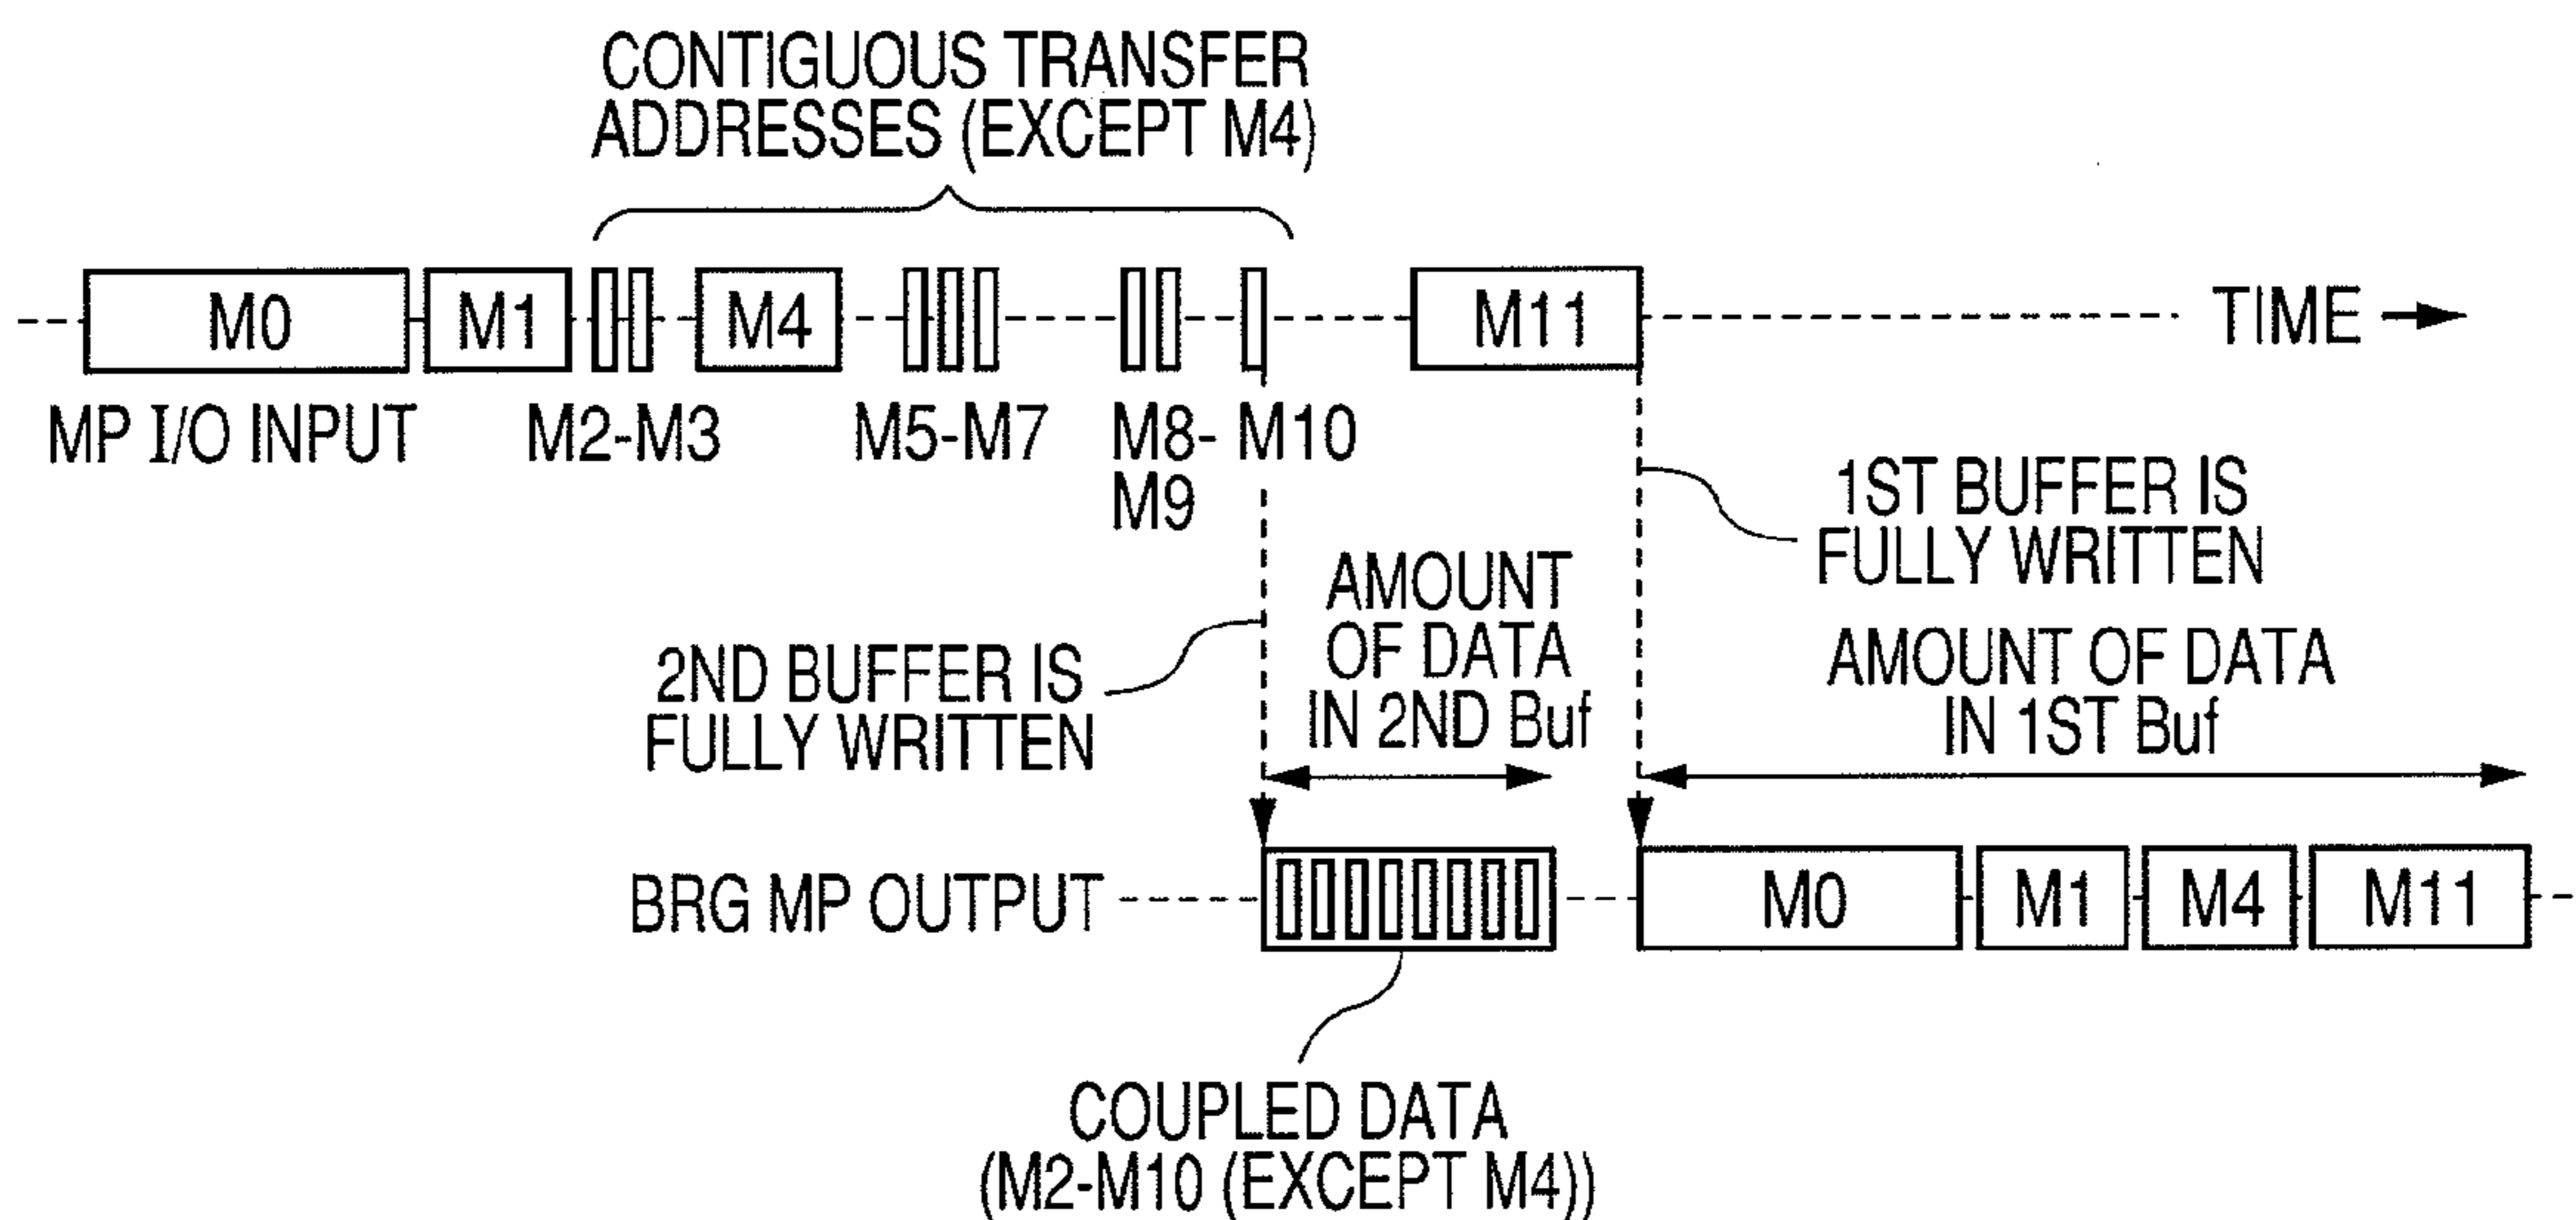 CONTIGUOUS TRANSFER
ADDRESSES (EXCEPT M4)
M0
M1
M4
M11
TIME
MP I/O INPUT
M2-M3
M5-M7
M8-
M9
M10
1ST BUFFER IS
FULLY WRITTEN
2ND BUFFER IS
FULLY WRITTEN
AMOUNT
OF DATA
IN 2ND Buf
AMOUNT OF DATA
IN 1ST Buf
BRG MP OUTPUT
M0
M1
M4
M11
COUPLED DATA
(M2-M10 (EXCEPT M4))